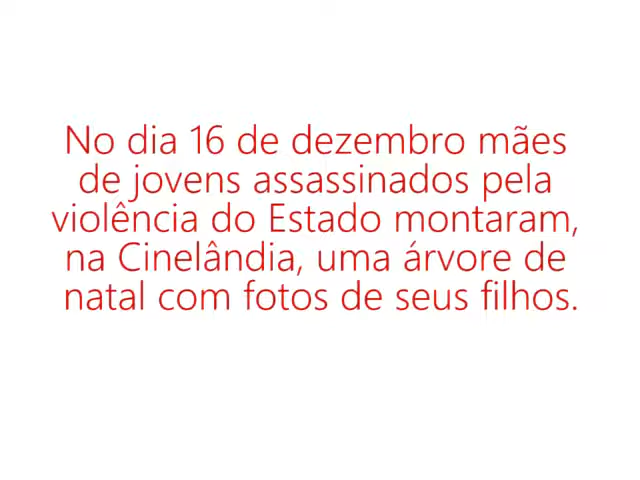 No dia 16 de dezembro mães
de jovens assassinados pela
violência do Estado montaram,
na Cinelândia, uma árvore de
natal com fotos de seus filhos.